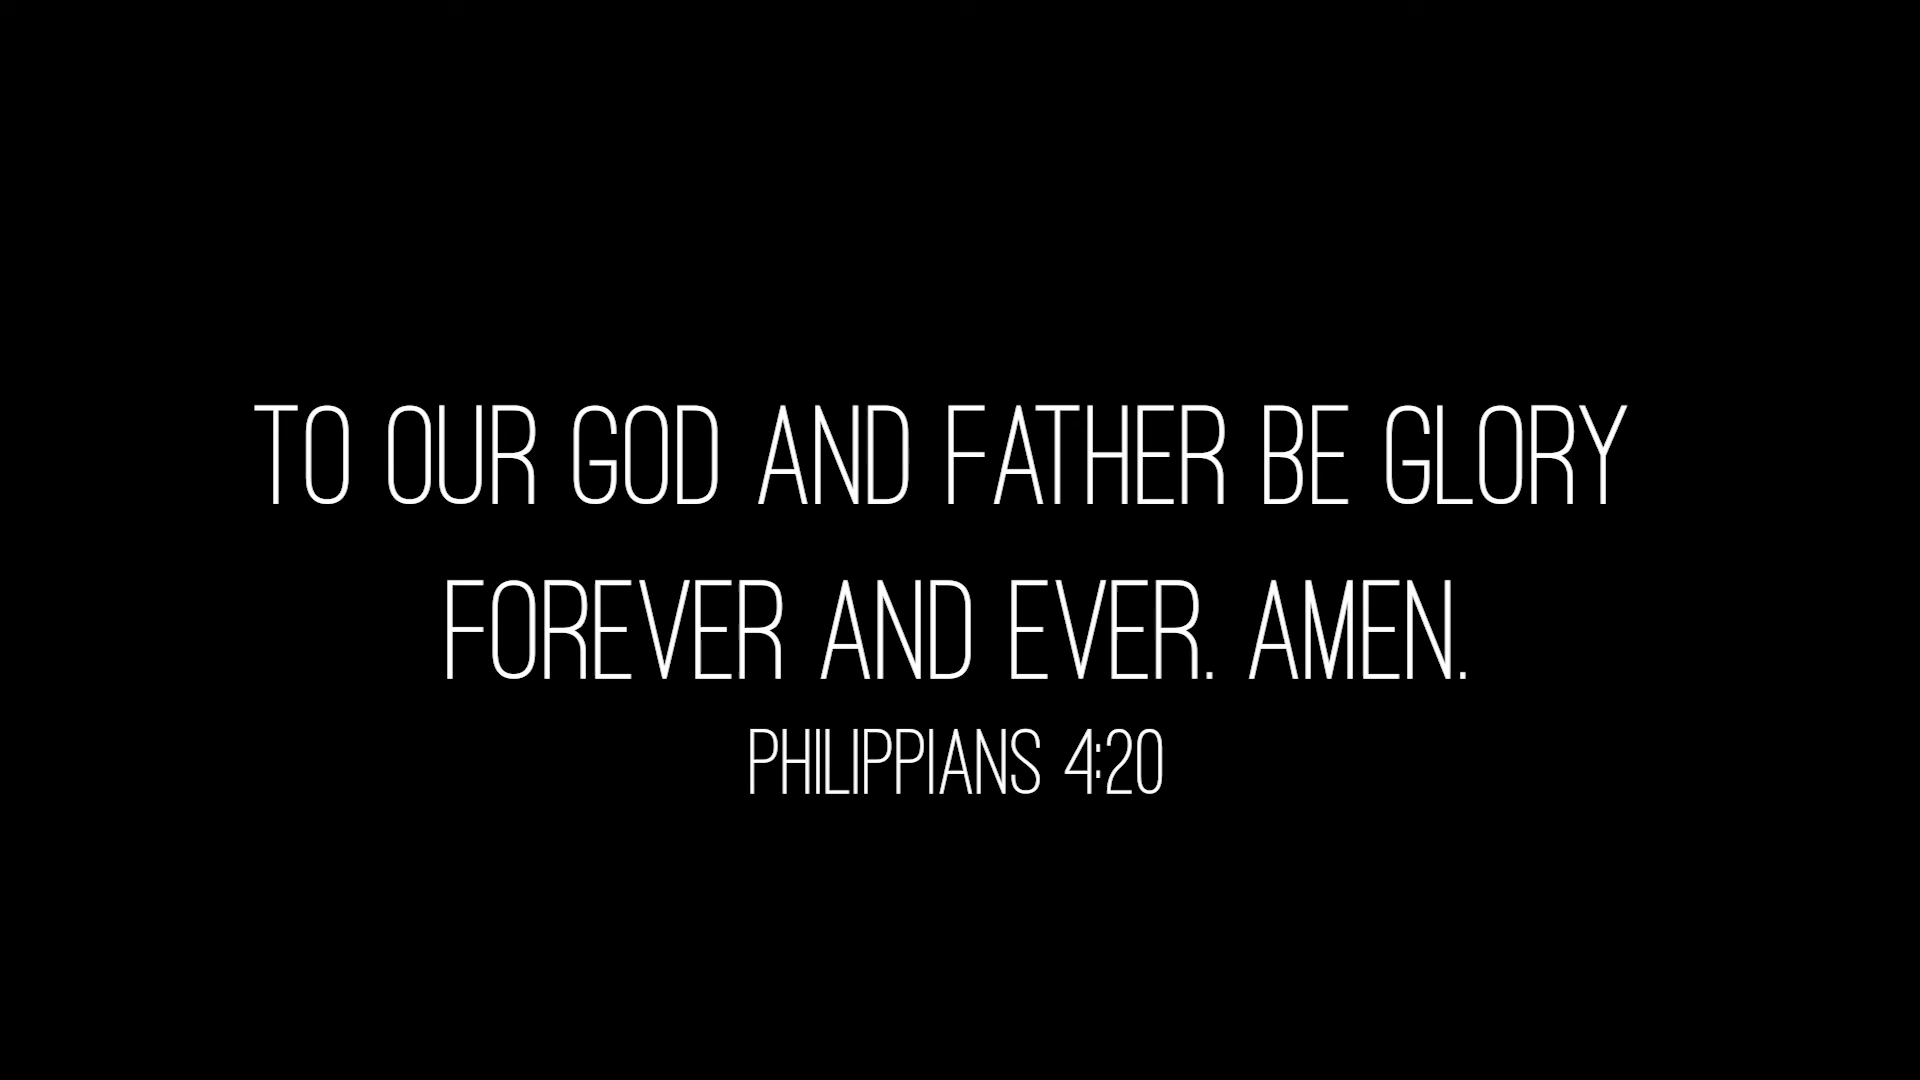 TO OUR GOD AND FATHER BE GLORY
FOREVER AND EVER. AMEN.
PHILIPPIANS 4:20